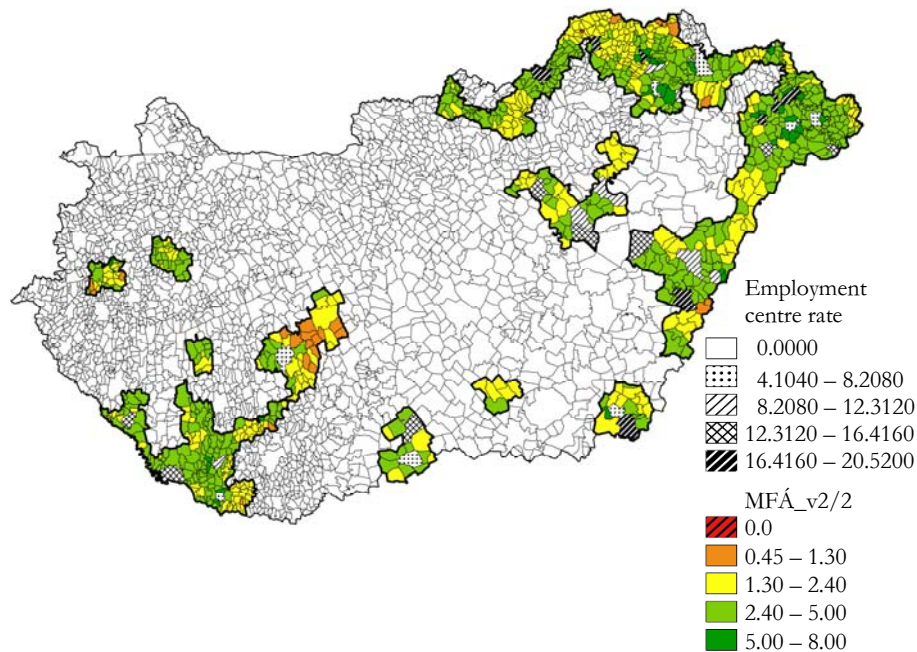 Employment
centre rate
0.0000
4.1040 – 8.2080
8.2080 – 12.3120
12.3120 – 16.4160
16.4160 – 20.5200
MFÁ_v2/2
0.0
0.45 – 1.30
1.30 – 2.40
2.40 – 5.00
5.00 – 8.00